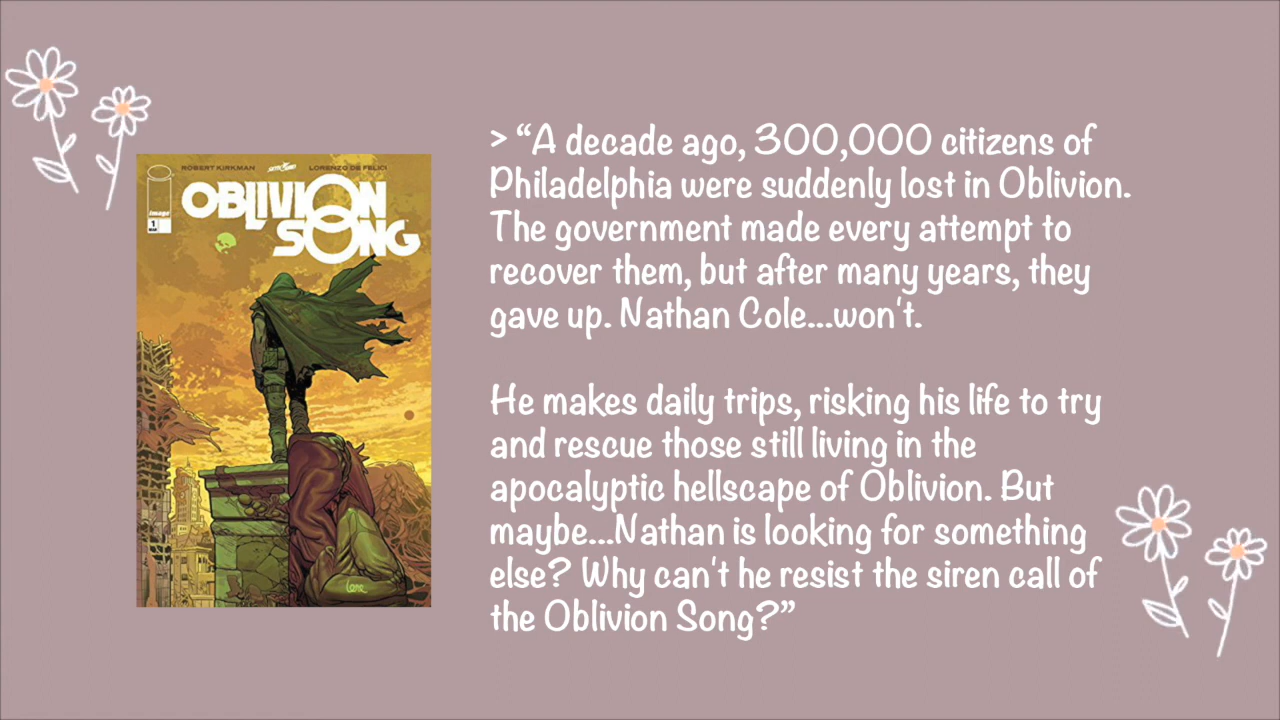 ROBERT KIRKMAN
LORENZO DE FELICI
OBLIVION
SONG
image
1
> “A decade ago, 300,000 citizens of
Philadelphia were suddenly lost in Oblivion.
The government made every attempt to
recover them, but after many years, they
gave up. Nathan Cole...won't.
He makes daily trips, risking his life to try
and rescue those still living in the
apocalyptic hellscape of Oblivion. But
maybe...Nathan is looking for something
else? Why can't he resist the siren call of
the Oblivion Song?”